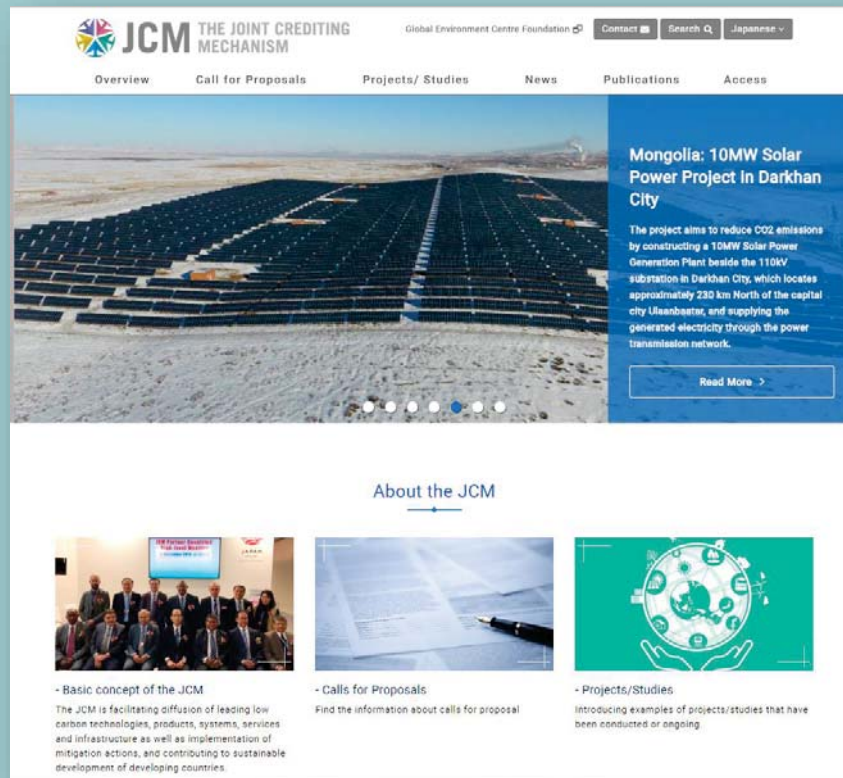 JCM THE JOINT CREDITING MECHANISM
Global Environment Centre Foundation
Contact
Search
Japanese
Overview Call for Proposals Projects/ Studies News Publications Access
Mongolia: 10MW Solar
Power Project in Darkhan
City
The project aims to reduce CO2 emissions
by constructing a 10MW Solar Power
Generation Plant beside the 110kV
substation in Darkhan City, which locates
approximately 230 km North of the capital
city Ulaanbaatar, and supplying the
generated electricity through the power
transmission network.
Read More >
About the JCM
JAPAN
- Basic concept of the JCM
The JCM is facilitating diffusion of leading low
carbon technologies, products, systems, services
and infrastructure as well as implementation of
mitigation actions, and contributing to sustainable
development of developing countries.
- Calls for Proposals
Find the information about calls for proposal
- Projects/Studies
Introducing examples of projects/studies that have
been conducted or ongoing